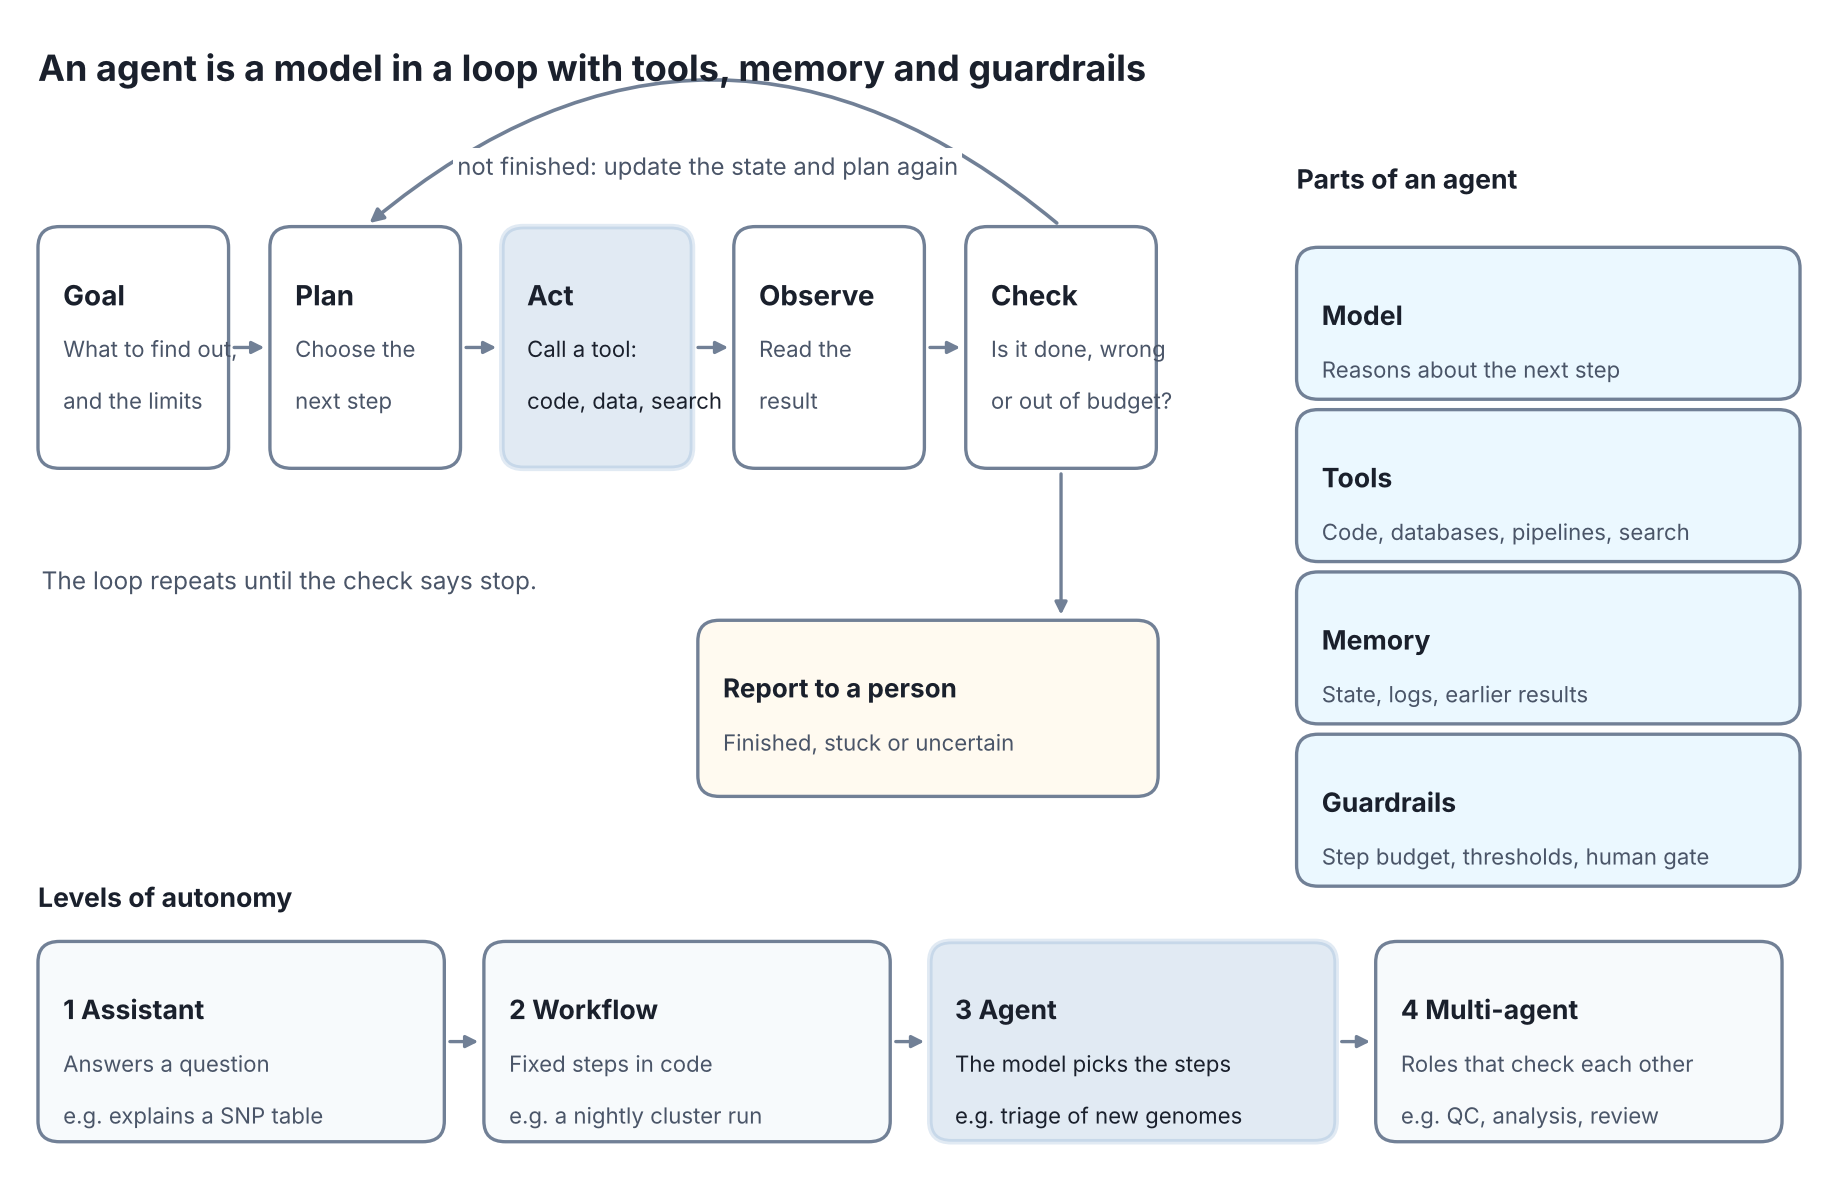 An agent is a model in a loop with tools, memory and guardrails
not finished: update the state and plan again
Goal
What to find out,
and the limits
Plan
Choose the
next step
Act
Call a tool:
code, data, search
Observe
Read the
result
Check
Is it done, wrong
or out of budget?
The loop repeats until the check says stop.
Report to a person
Finished, stuck or uncertain
Parts of an agent
Model
Reasons about the next step
Tools
Code, databases, pipelines, search
Memory
State, logs, earlier results
Guardrails
Step budget, thresholds, human gate
Levels of autonomy
1 Assistant
Answers a question
e.g. explains a SNP table
2 Workflow
Fixed steps in code
e.g. a nightly cluster run
3 Agent
The model picks the steps
e.g. triage of new genomes
4 Multi-agent
Roles that check each other
e.g. QC, analysis, review